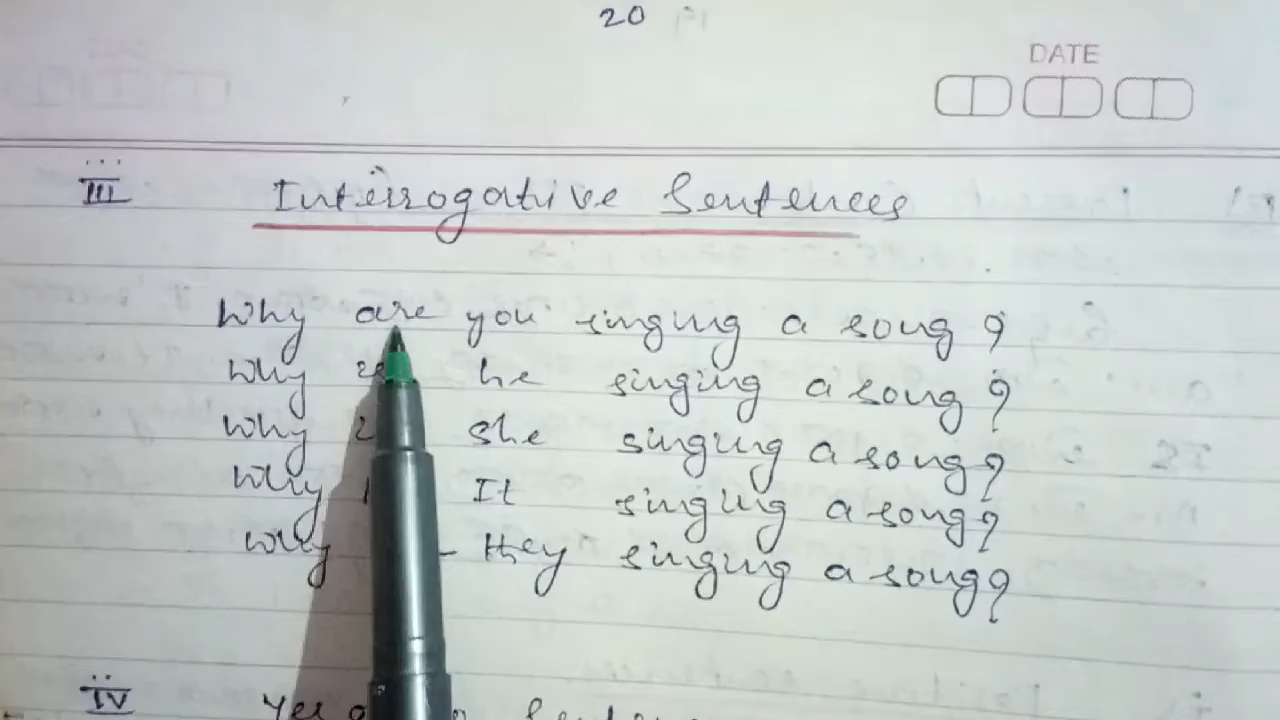 20
DATE
III Interrogative Sentences
Why are you singing a song ?
Why he singing a song ?
Why she singing a song ?
Why It singing a song ?
Why they singing a song ?
IV Yes